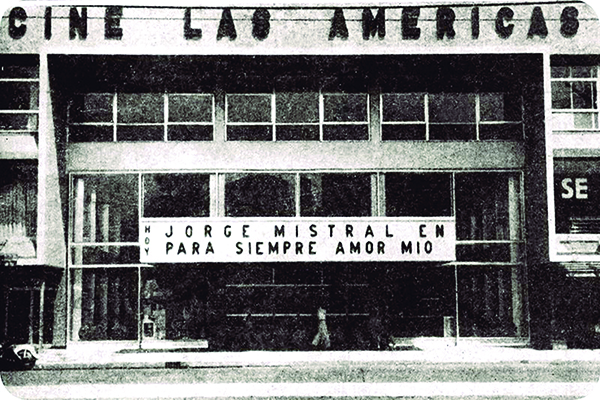 CINE LAS AMERICAS
HOY
JORGE MISTRAL EN
PARA SIEMPRE AMOR MIO
SE